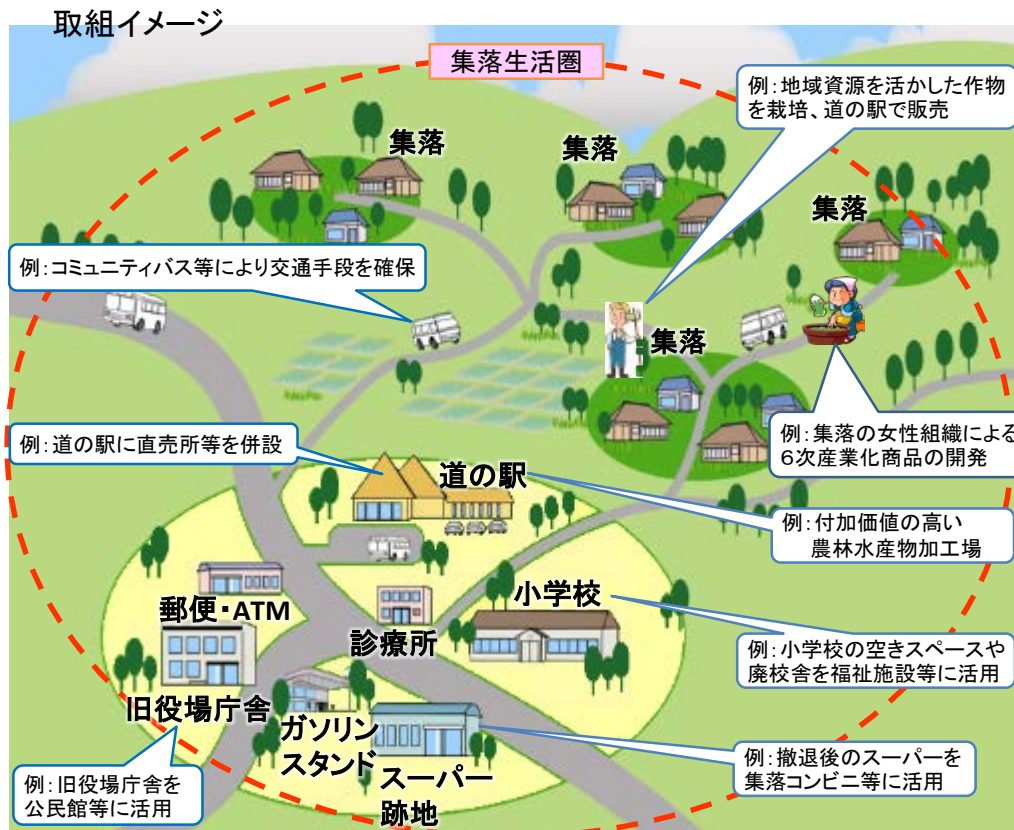 取組イメージ
集落生活圏
例：地域資源を活かした作物
を栽培、道の駅で販売
集落
集落
集落
例：コミュニティバス等により交通手段を確保
集落
例：道の駅に直売所等を併設
例：集落の女性組織による
６次産業化商品の開発
道の駅
例：付加価値の高い
農林水産物加工場
郵便・ATM
小学校
診療所
例：小学校の空きスペースや
廃校舎を福祉施設等に活用
旧役場庁舎
ガソリン
スタンド
スーパー
跡地
例：撤退後のスーパーを
集落コンビニ等に活用
例：旧役場庁舎を
公民館等に活用